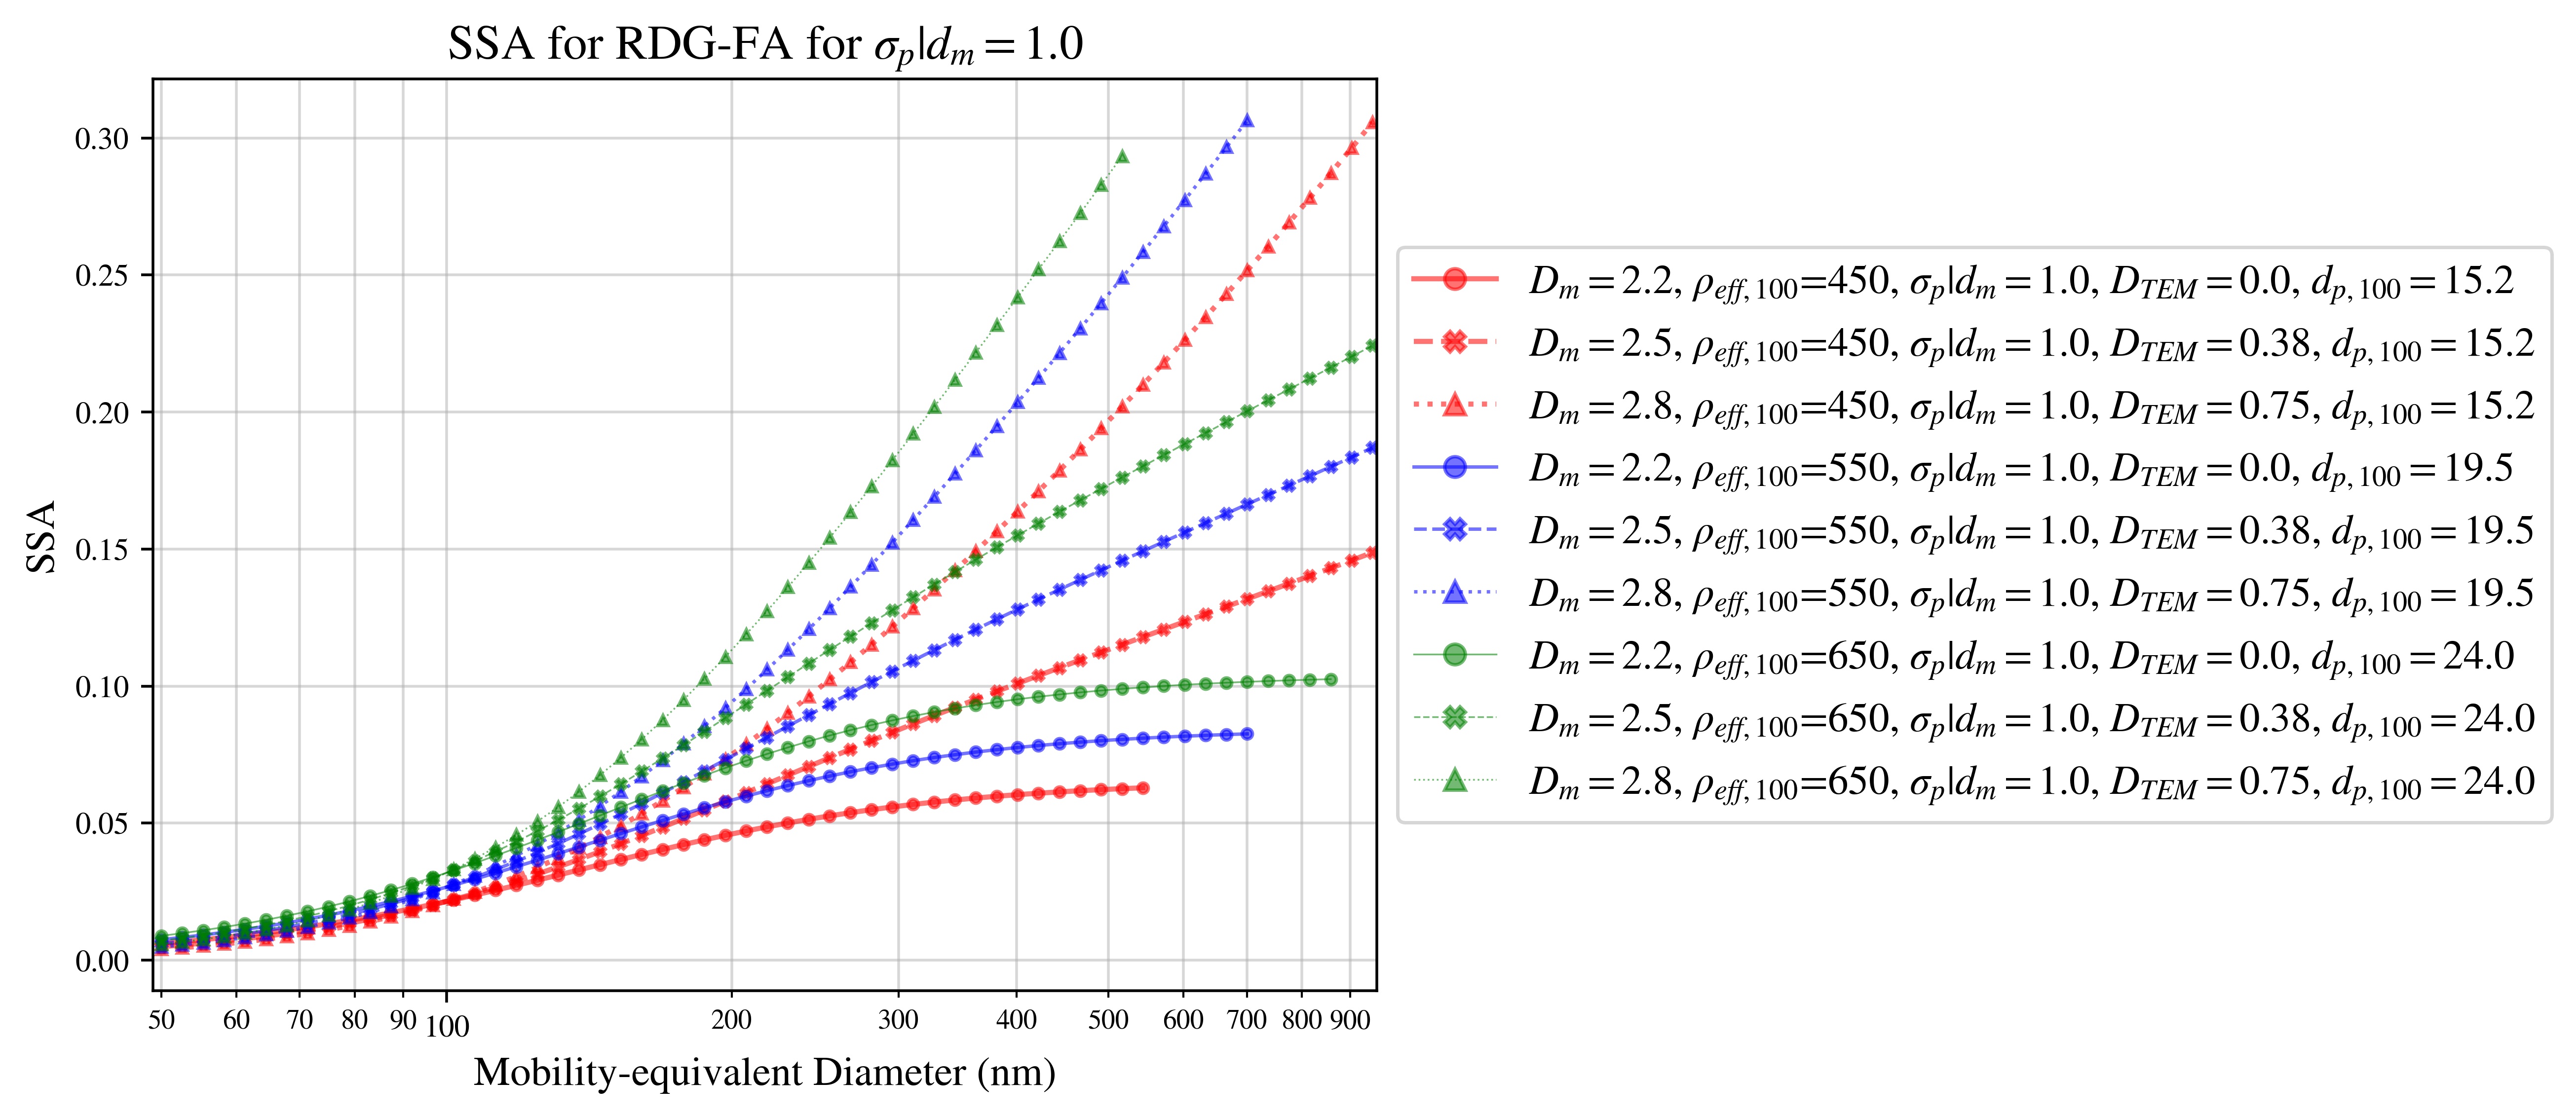 SSA for RDG-FA for σp|dm = 1.0
SSA
0.30
0.25
0.20
0.15
0.10
0.05
0.00
50 60 70 80 90 100 200 300 400 500 600 700 800 900
Mobility-equivalent Diameter (nm)
Dm = 2.2, ρeff,100=450, σp|dm = 1.0, DTEM = 0.0, dp,100 = 15.2
Dm = 2.5, ρeff,100=450, σp|dm = 1.0, DTEM = 0.38, dp,100 = 15.2
Dm = 2.8, ρeff,100=450, σp|dm = 1.0, DTEM = 0.75, dp,100 = 15.2
Dm = 2.2, ρeff,100=550, σp|dm = 1.0, DTEM = 0.0, dp,100 = 19.5
Dm = 2.5, ρeff,100=550, σp|dm = 1.0, DTEM = 0.38, dp,100 = 19.5
Dm = 2.8, ρeff,100=550, σp|dm = 1.0, DTEM = 0.75, dp,100 = 19.5
Dm = 2.2, ρeff,100=650, σp|dm = 1.0, DTEM = 0.0, dp,100 = 24.0
Dm = 2.5, ρeff,100=650, σp|dm = 1.0, DTEM = 0.38, dp,100 = 24.0
Dm = 2.8, ρeff,100=650, σp|dm = 1.0, DTEM = 0.75, dp,100 = 24.0